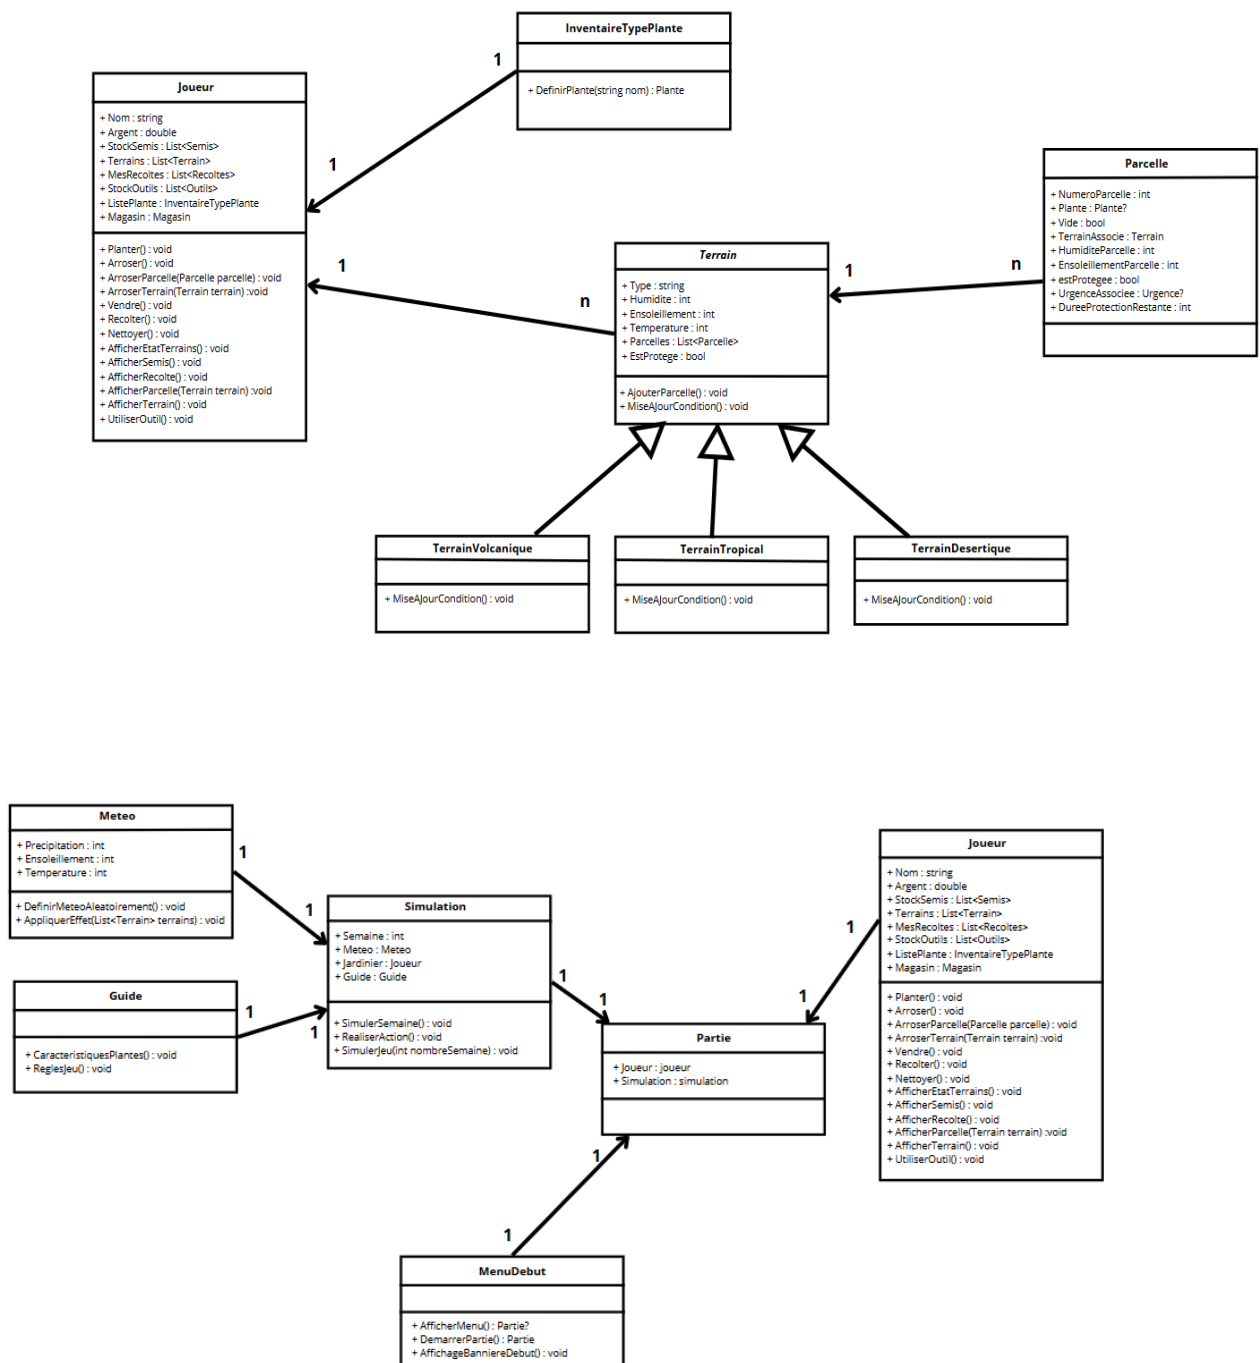 InventaireTypePlante
+ DefinirPlante(string nom) : Plante
1
1
Joueur
+ Nom : string
+ Argent : double
+ StockSemis : List<Semis>
+ Terrains : List<Terrain>
+ MesRecoltes : List<Recoltes>
+ StockOutils : List<Outils>
+ ListePlante : InventaireTypePlante
+ Magasin : Magasin
+ Planter() : void
+ Arroser() : void
+ ArroserParcelle(Parcelle parcelle) : void
+ ArroserTerrain(Terrain terrain) :void
+ Vendre() : void
+ Recolter() : void
+ Nettoyer() : void
+ AfficherEtatTerrains() : void
+ AfficherSemis() : void
+ AfficherRecolte() : void
+ AfficherParcelle(Terrain terrain) :void
+ AfficherTerrain() : void
+ UtiliserOutil() : void
1
n
Terrain
+ Type : string
+ Humidite : int
+ Ensoleillement : int
+ Temperature : int
+ Parcelles : List<Parcelle>
+ EstProtege : bool
+ AjouterParcelle() : void
+ MiseAJourCondition() : void
1
n
Parcelle
+ NumeroParcelle : int
+ Plante : Plante?
+ Vide : bool
+ TerrainAssocie : Terrain
+ HumiditeParcelle : int
+ EnsoleillementParcelle : int
+ estProtegee : bool
+ UrgenceAssociee : Urgence?
+ DureeProtectionRestante : int
TerrainVolcanique
+ MiseAJourCondition() : void
TerrainTropical
+ MiseAJourCondition() : void
TerrainDesertique
+ MiseAJourCondition() : void
Meteo
+ Precipitation : int
+ Ensoleillement : int
+ Temperature : int
+ DefinirMeteoAleatoirement() : void
+ AppliquerEffet(List<Terrain> terrains) : void
1
1
Guide
+ CaracteristiquesPlantes() : void
+ ReglesJeu() : void
1
1
Simulation
+ Semaine : int
+ Meteo : Meteo
+ Jardinier : Joueur
+ Guide : Guide
+ SimulerSemaine() : void
+ RealiserAction() : void
+ SimulerJeu(int nombreSemaine) : void
1
1
Partie
+ Joueur : joueur
+ Simulation : simulation
1
1
Joueur
+ Nom : string
+ Argent : double
+ StockSemis : List<Semis>
+ Terrains : List<Terrain>
+ MesRecoltes : List<Recoltes>
+ StockOutils : List<Outils>
+ ListePlante : InventaireTypePlante
+ Magasin : Magasin
+ Planter() : void
+ Arroser() : void
+ ArroserParcelle(Parcelle parcelle) : void
+ ArroserTerrain(Terrain terrain) :void
+ Vendre() : void
+ Recolter() : void
+ Nettoyer() : void
+ AfficherEtatTerrains() : void
+ AfficherSemis() : void
+ AfficherRecolte() : void
+ AfficherParcelle(Terrain terrain) :void
+ AfficherTerrain() : void
+ UtiliserOutil() : void
1
1
MenuDebut
+ AfficherMenu() : Partie?
+ DemarrerPartie() : Partie
+ AffichageBanniereDebut() : void